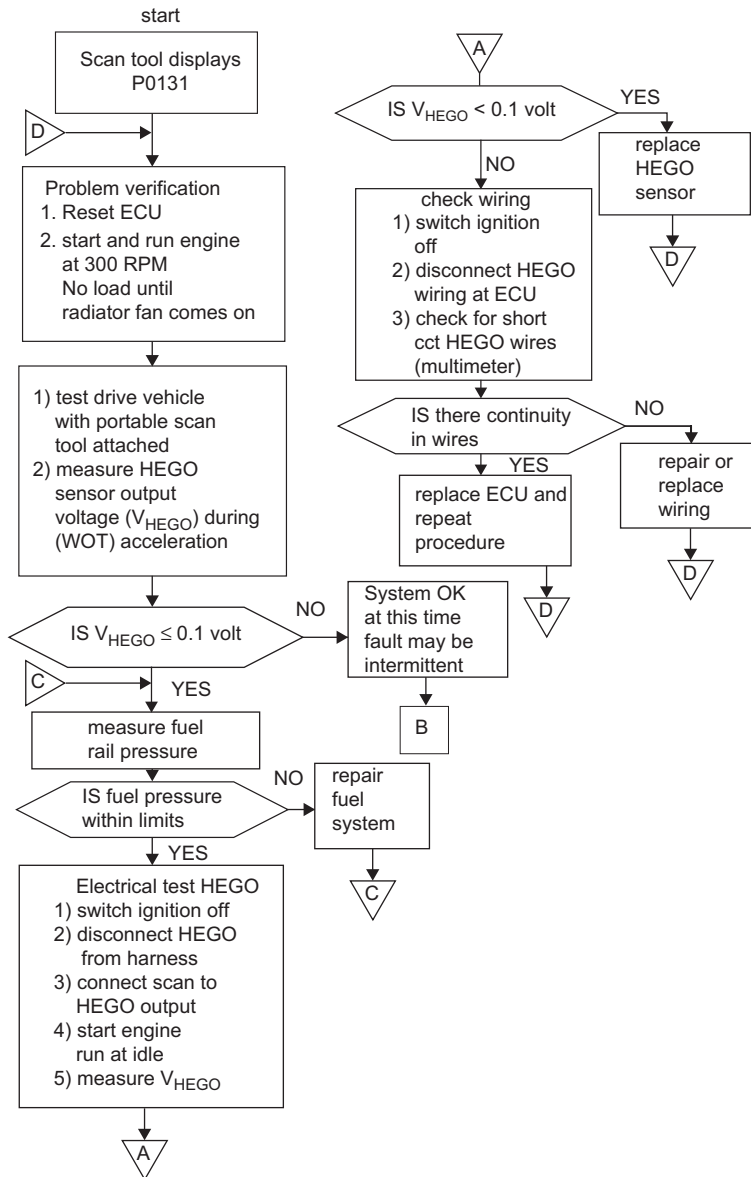 start
Scan tool displays
P0131
D
Problem verification
1. Reset ECU
2. start and run engine
at 300 RPM
No load until
radiator fan comes on
1) test drive vehicle
with portable scan
tool attached
2) measure HEGO
sensor output
voltage (VHEGO) during
(WOT) acceleration
IS VHEGO ≤ 0.1 volt
NO
System OK
at this time
fault may be
intermittent
B
C
YES
measure fuel
rail pressure
IS fuel pressure
within limits
NO
repair
fuel
system
C
YES
Electrical test HEGO
1) switch ignition off
2) disconnect HEGO
from harness
3) connect scan to
HEGO output
4) start engine
run at idle
5) measure VHEGO
A
A
IS VHEGO < 0.1 volt
YES
replace
HEGO
sensor
D
NO
check wiring
1) switch ignition
off
2) disconnect HEGO
wiring at ECU
3) check for short
cct HEGO wires
(multimeter)
IS there continuity
in wires
NO
repair or
replace
wiring
D
YES
replace ECU and
repeat
procedure
D